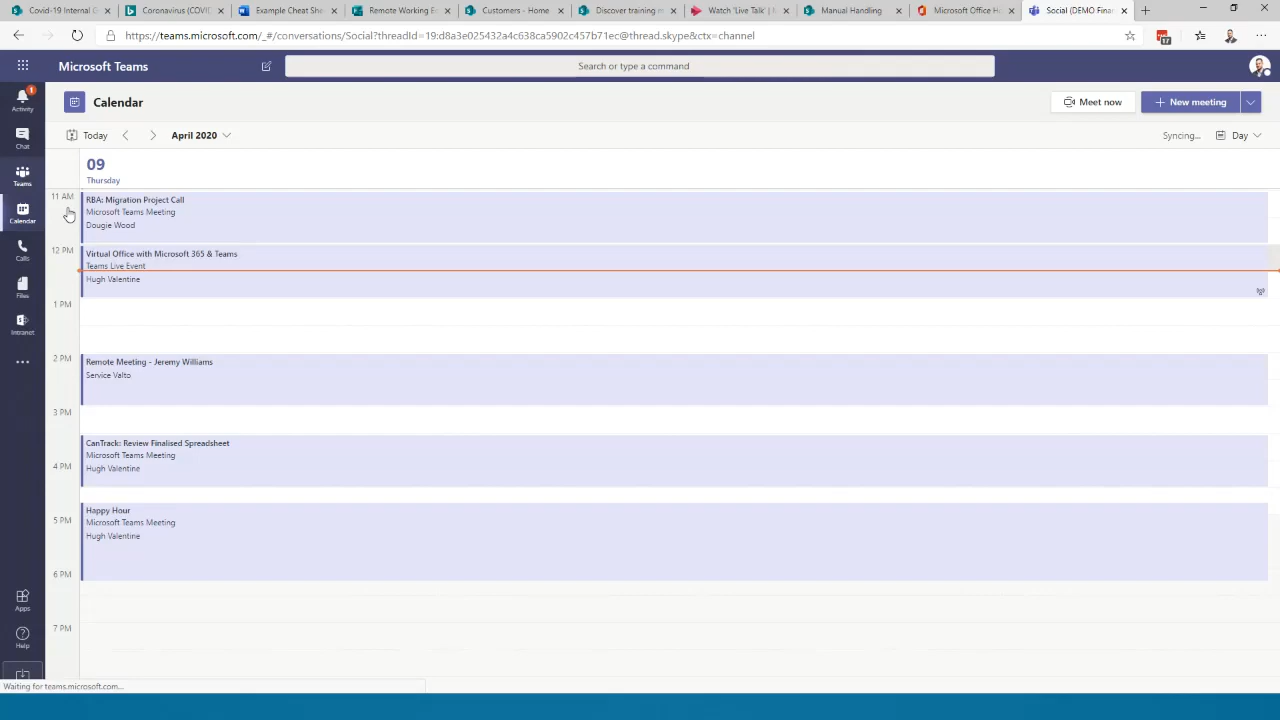 Covid-19 Internal C
Coronavirus (COVI
Example Cheat She
Remote Working E
Customers - Home
Discover training m
Watch 'Live Talk' | 
Manual Handling
Microsoft Office Ho
Social (DEMO Finan
https://teams.microsoft.com/_#/conversations/Social?threadId=19:d8a3e025432a4c638ca5902c457b71ec@thread.skype&ctx=channel
17
Microsoft Teams
Search or type a command
1
Activity
Chat
Teams
Calendar
Calls
Files
Intranet
Apps
Help
Calendar
Meet now
New meeting
Today
April 2020
Syncing...
Day
09
Thursday
11 AM
RBA: Migration Project Call
Microsoft Teams Meeting
Dougie Wood
12 PM
Virtual Office with Microsoft 365 & Teams
Teams Live Event
Hugh Valentine
1 PM
2 PM
Remote Meeting - Jeremy Williams
Service Valto
3 PM
CanTrack: Review Finalised Spreadsheet
Microsoft Teams Meeting
4 PM
Hugh Valentine
Happy Hour
5 PM
Microsoft Teams Meeting
Hugh Valentine
6 PM
7 PM
Waiting for teams.microsoft.com...